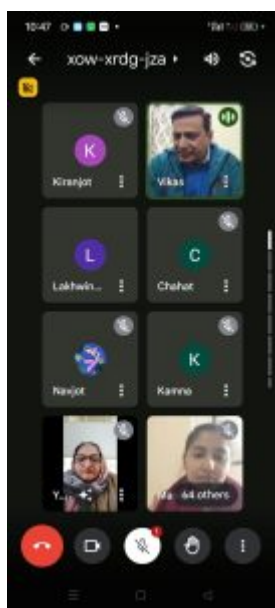 10:47
xow-xrdg-jza
K
Kiranjot
Vikas
L
Lakhwin...
C
Chahat
Navjot
K
Kamna
Y...
Ma
64 others